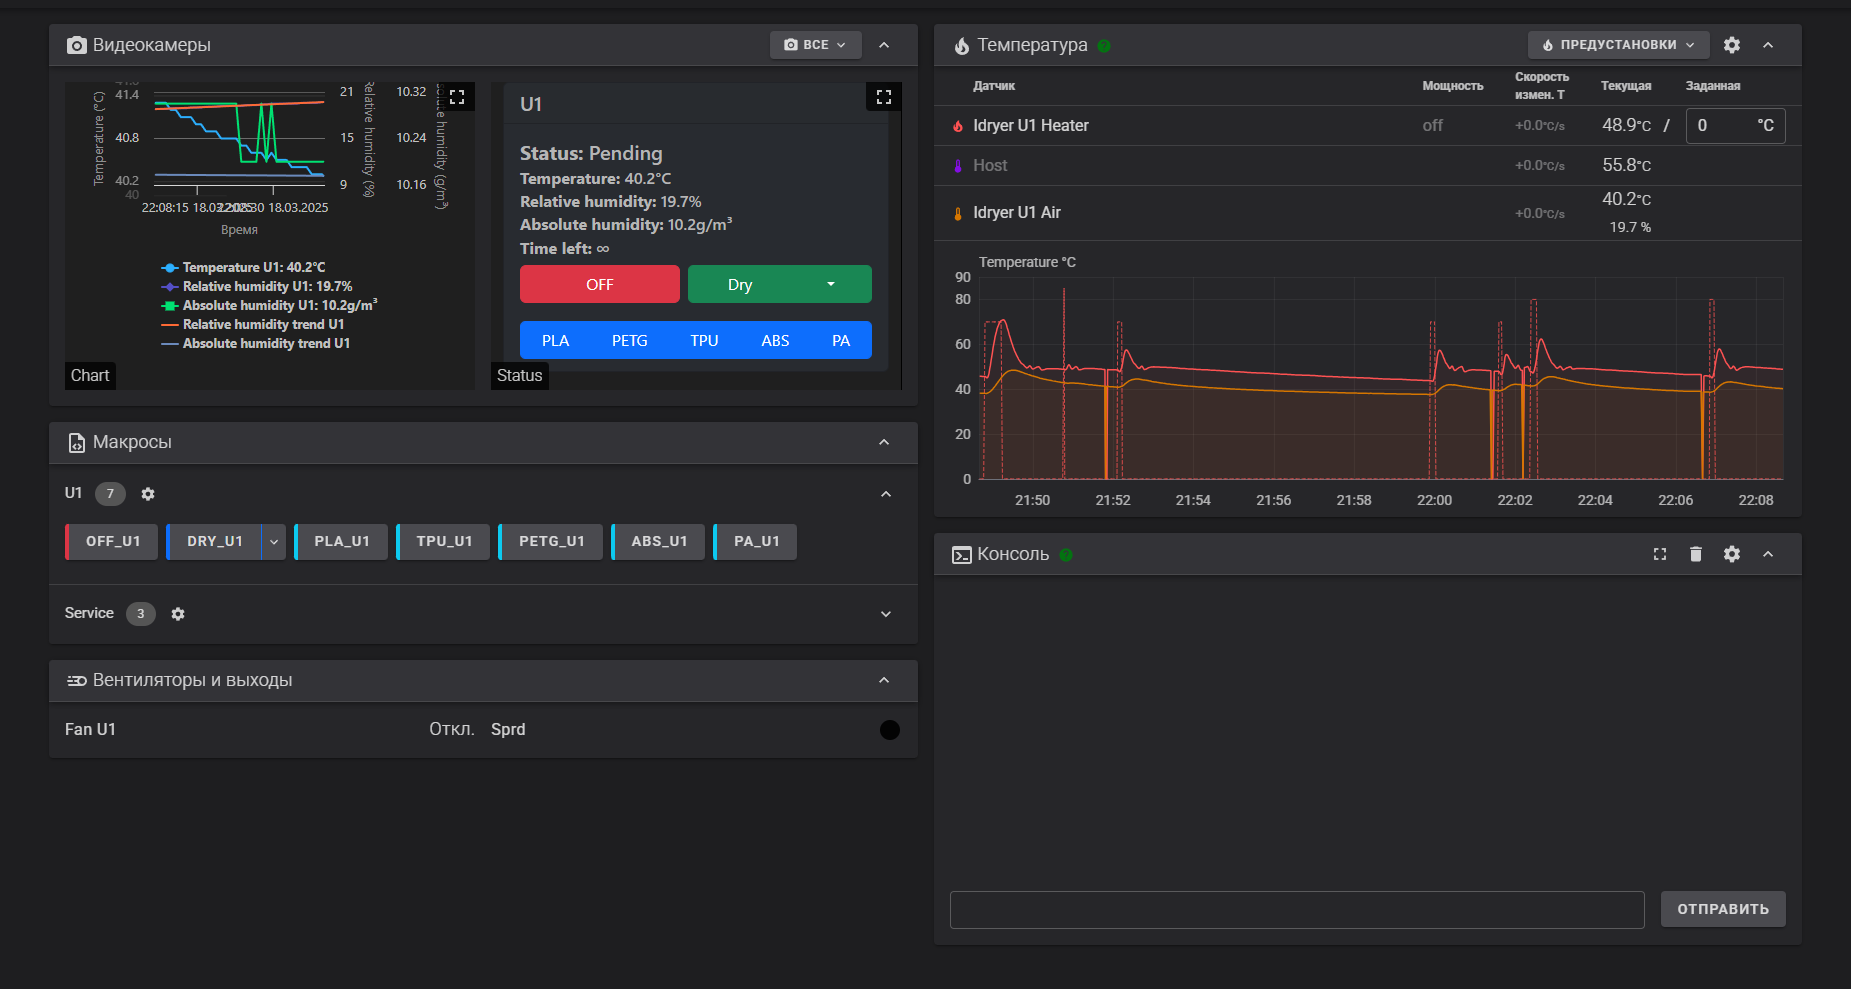 Видеокамеры
ВСЕ
Temperature (°C)
41.4
40.8
40.2
40
21
15
9
Relative humidity (%)
10.32
10.24
10.16
solute humidity (g/m³)
22:08:15 18.03
18.03.2025
Время
Temperature U1: 40.2°C
Relative humidity U1: 19.7%
Absolute humidity U1: 10.2g/m³
Relative humidity trend U1
Absolute humidity trend U1
Chart
U1
Status: Pending
Temperature: 40.2°C
Relative humidity: 19.7%
Absolute humidity: 10.2g/m³
Time left: ∞
OFF Dry
PLA PETG TPU ABS PA
Status
Макросы
U1 7
OFF_U1 DRY_U1 PLA_U1 TPU_U1 PETG_U1 ABS_U1 PA_U1
Service 3
Вентиляторы и выходы
Fan U1 Откл. Sprd
Температура ?
ПРЕДУСТАНОВКИ
Датчик Мощность Скорость измен. T Текущая Заданная
Idryer U1 Heater off +0.0°C/s 48.9°C / 0 °C
Host +0.0°C/s 55.8°C
Idryer U1 Air +0.0°C/s 40.2°C
19.7 %
Temperature °C
90
80
60
40
20
0
21:50 21:52 21:54 21:56 21:58 22:00 22:02 22:04 22:06 22:08
Консоль ?
ОТПРАВИТЬ